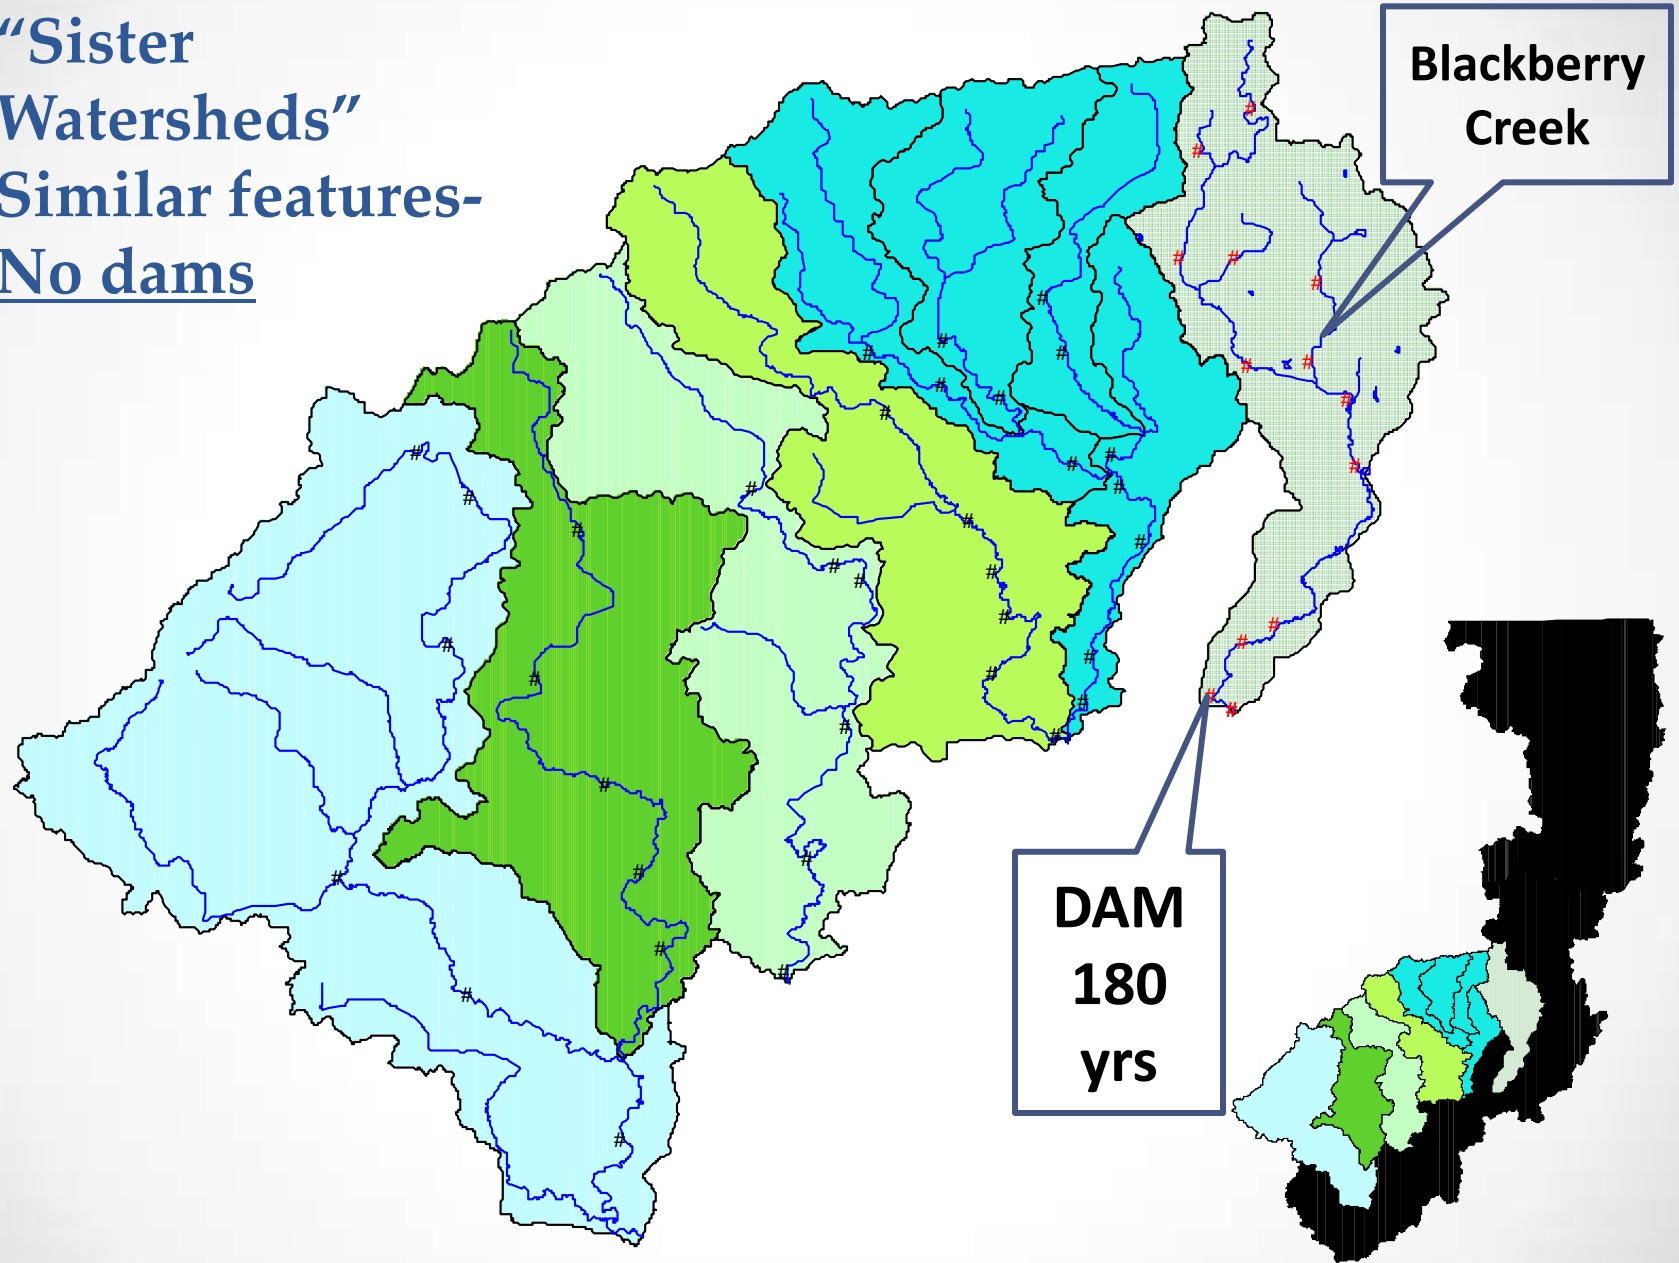 “Sister
Watersheds”
Similar features-
No dams
Blackberry
Creek
DAM
180
yrs